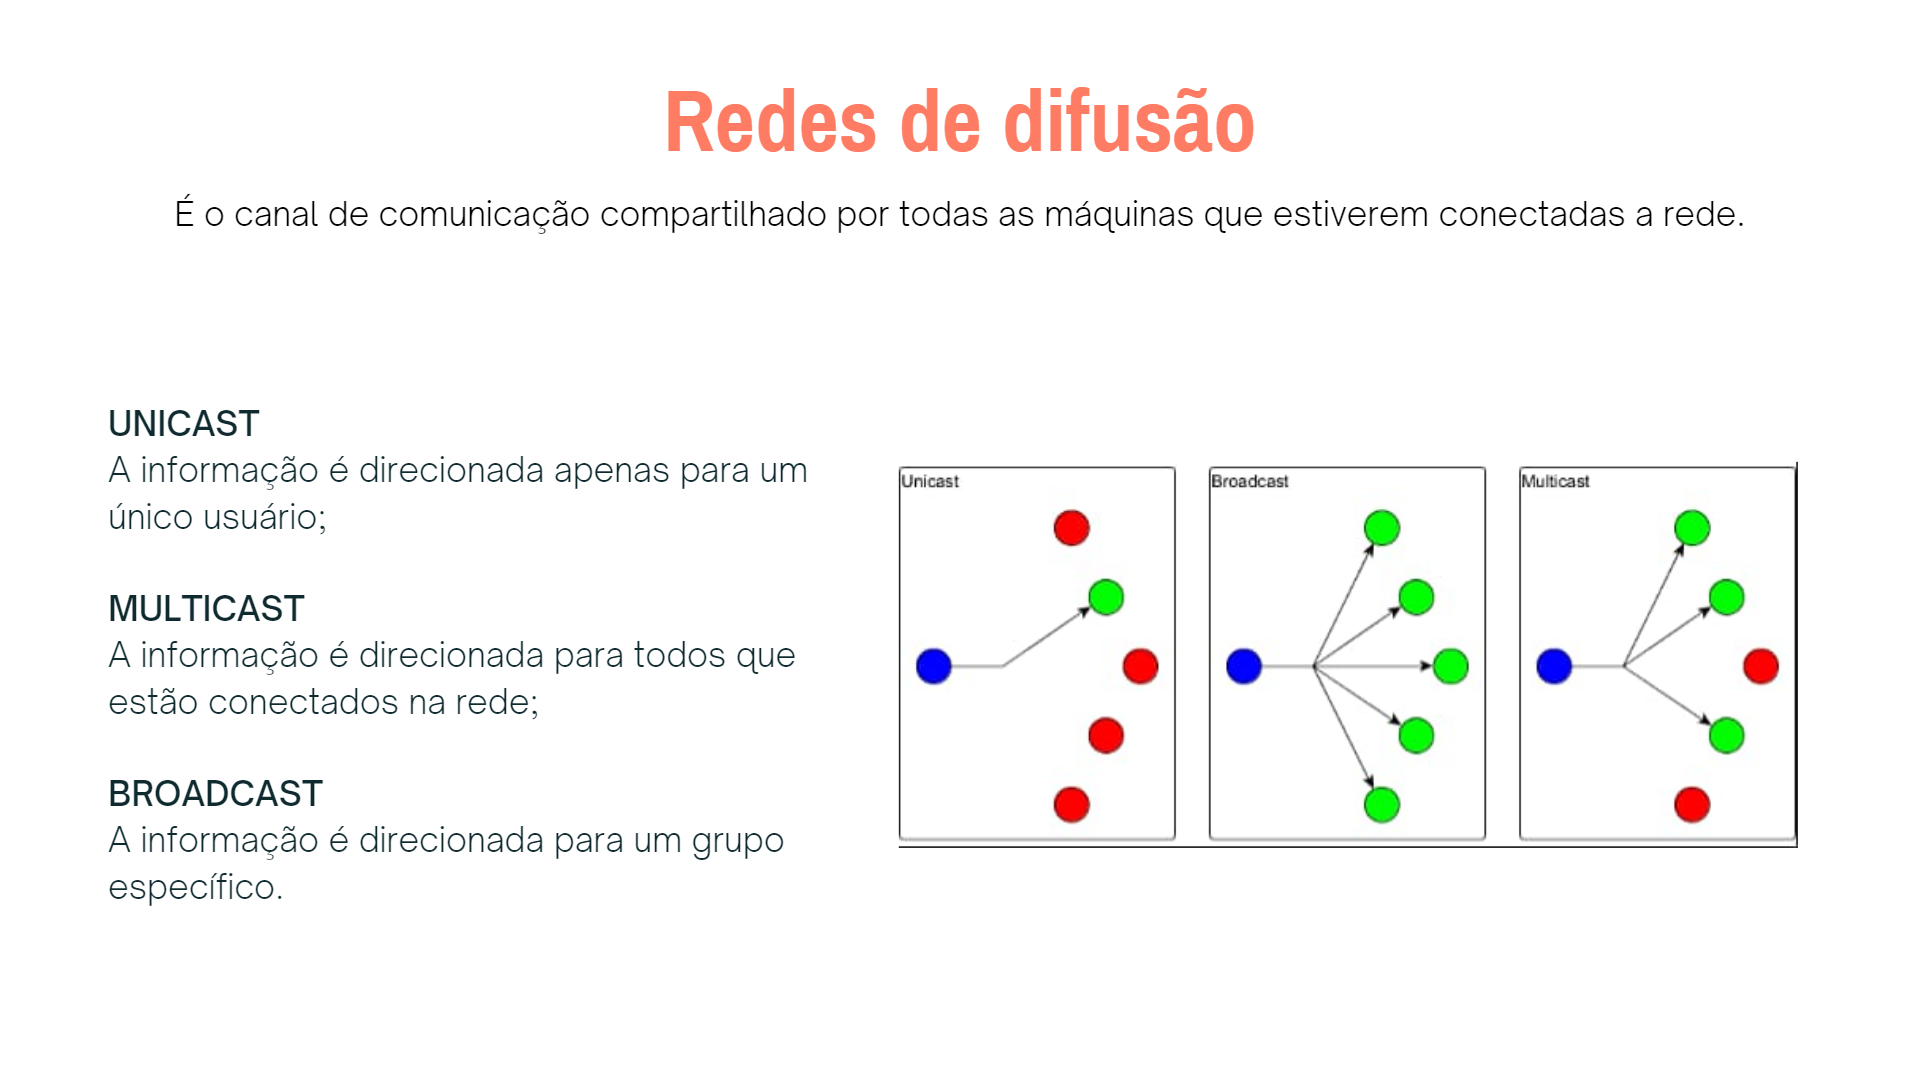 Redes de difusão
É o canal de comunicação compartilhado por todas as máquinas que estiverem conectadas a rede.
UNICAST
A informação é direcionada apenas para um
único usuário;
MULTICAST
A informação é direcionada para todos que
estão conectados na rede;
BROADCAST
A informação é direcionada para um grupo
específico.
Unicast
Broadcast
Multicast